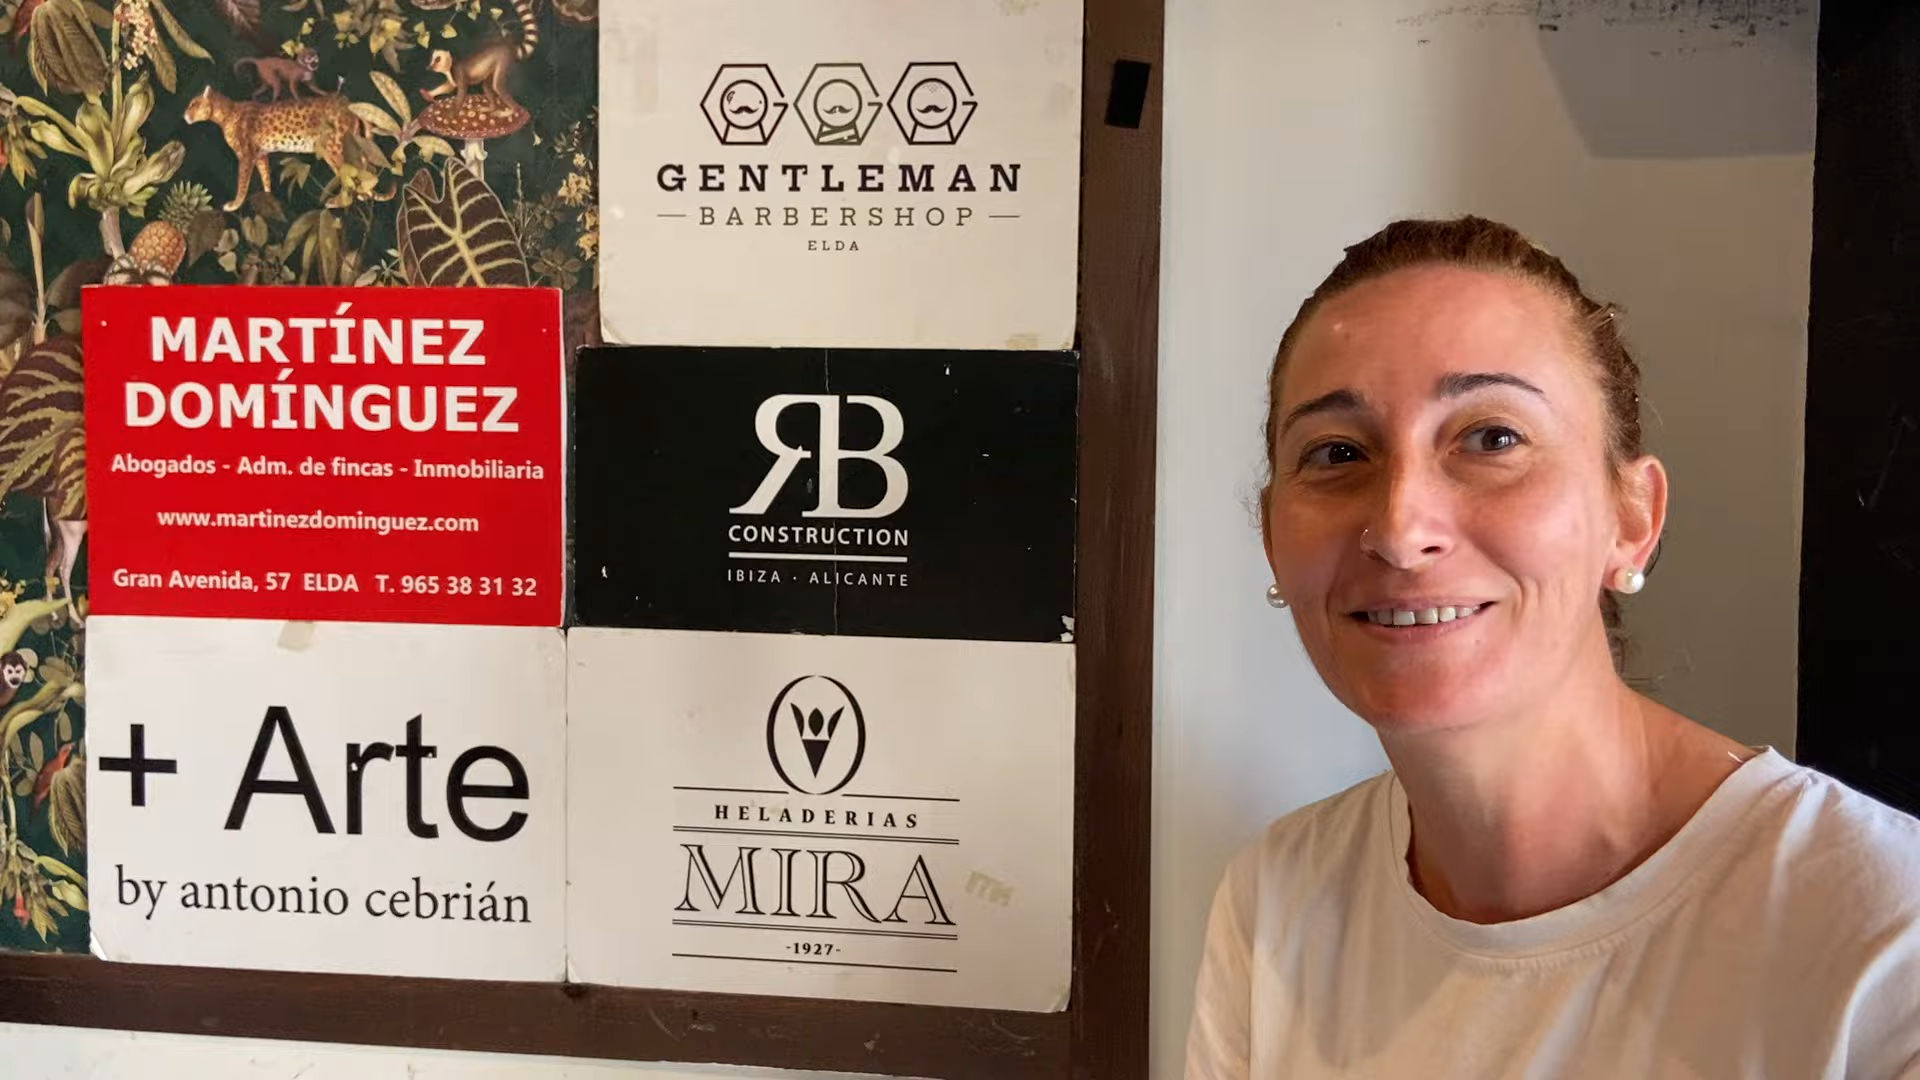 GENTLEMAN
BARBERSHOP
ELDA
MARTÍNEZ
DOMÍNGUEZ
Abogados - Adm. de fincas - Inmobiliaria
www.martinezdominguez.com
Gran Avenida, 57 ELDA T. 965 38 31 32
RB
CONSTRUCTION
IBIZA · ALICANTE
+ Arte
by antonio cebrián
HELADERIAS
MIRA
-1927-